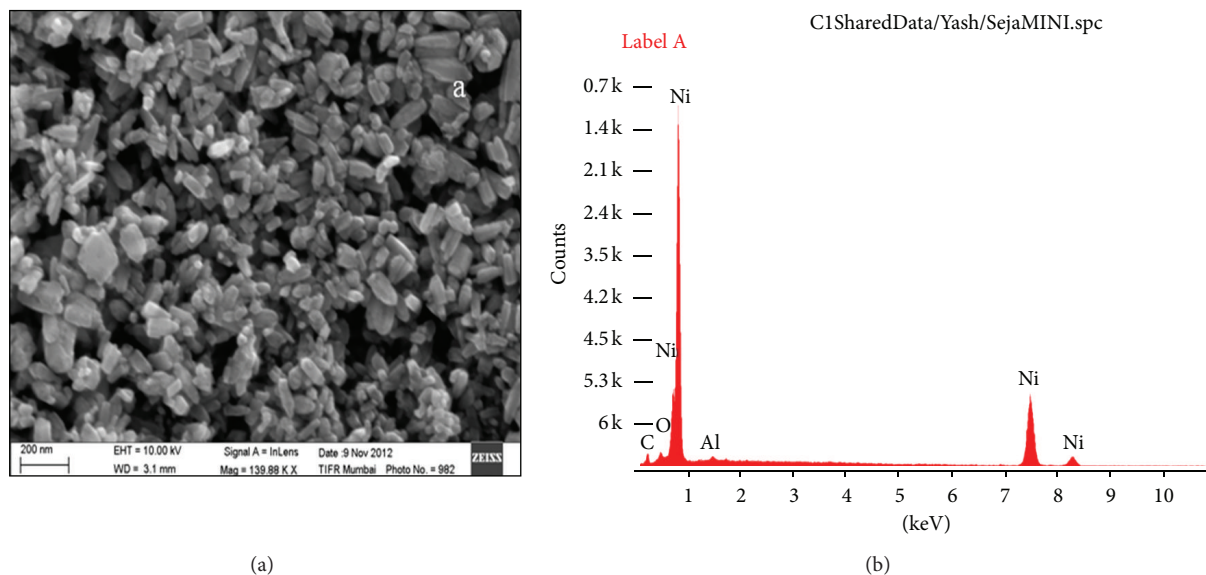 a
200 nm
EHT = 10.00 kV
Signal A = InLens
Date :9 Nov 2012
WD = 3.1 mm
Mag = 139.88 K X
TIFR Mumbai
Photo No. = 982
ZEISS
(a)
C1SharedData/Yash/SejaMINI.spc
Label A
Counts
0.7 k
1.4 k
2.1 k
2.4 k
3.5 k
4.2 k
4.5 k
5.3 k
6 k
Ni
Ni
O
C
Al
Ni
Ni
1 2 3 4 5 6 7 8 9 10
(keV)
(b)